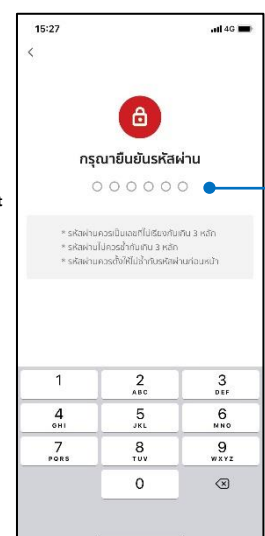 15:27
4G
กรุณายืนยันรหัสผ่าน
t
* รหัสผ่านควรเป็นเลขที่ไม่เรียงกันเกิน 3 หลัก
* รหัสผ่านไม่ควรซ้ำกันเกิน 3 หลัก
* รหัสผ่านควรตั้งให้ไม่ซ้ำกับรหัสผ่านก่อนหน้า
1
2
ABC
3
DEF
4
GHI
5
JKL
6
MNO
7
PQRS
8
TUV
9
WXYZ
0